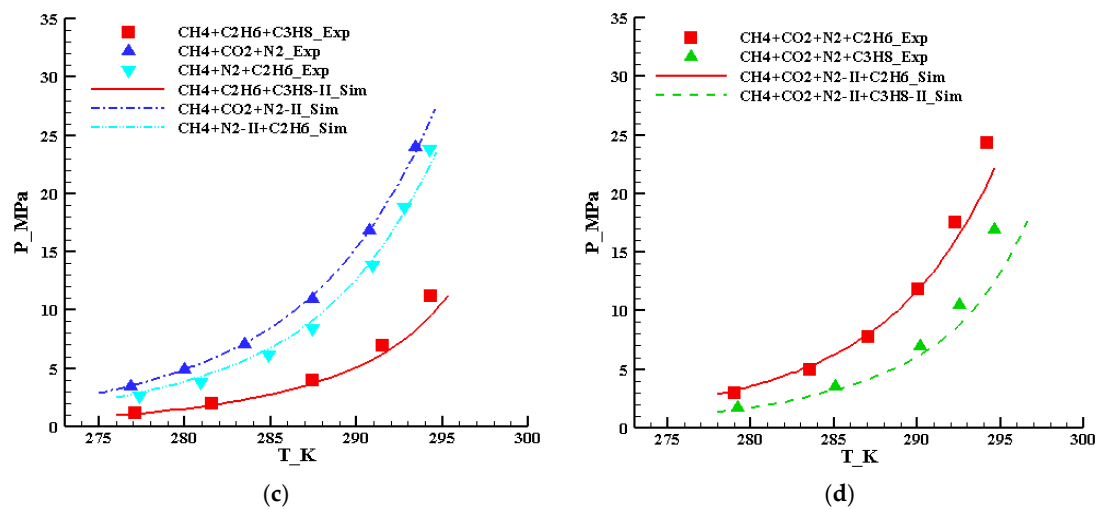 35
30
25
20
15
10
5
0
P_MPa
CH4+C2H6+C3H8_Exp
CH4+CO2+N2_Exp
CH4+N2+C2H6_Exp
CH4+C2H6+C3H8-II_Sim
CH4+CO2+N2-II_Sim
CH4+N2-II+C2H6_Sim
275 280 285 290 295 300
T_K
(c)
35
30
25
20
15
10
5
0
P_MPa
CH4+CO2+N2+C2H6_Exp
CH4+CO2+N2+C3H8_Exp
CH4+CO2+N2-II+C2H6_Sim
CH4+CO2+N2-II+C3H8-II_Sim
275 280 285 290 295 300
T_K
(d)